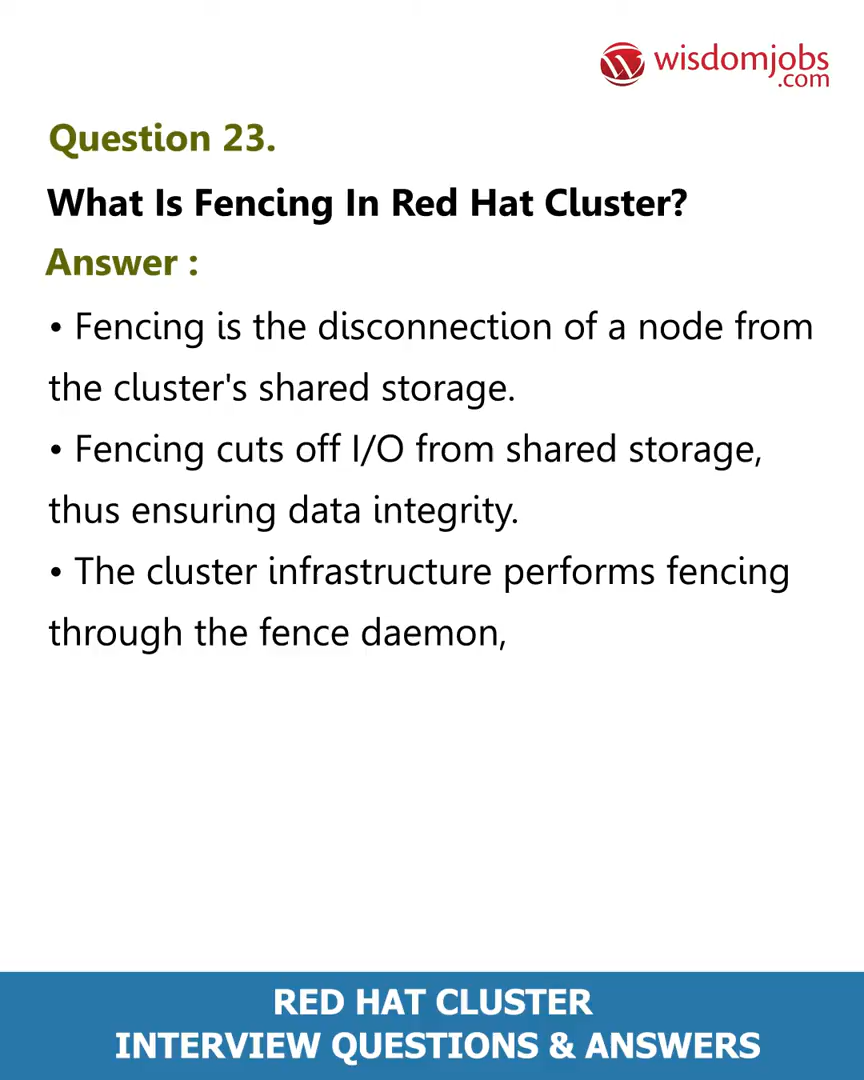 wisdomjobs
.com
Question 23.
What Is Fencing In Red Hat Cluster?
Answer :
• Fencing is the disconnection of a node from
the cluster's shared storage.
• Fencing cuts off I/O from shared storage,
thus ensuring data integrity.
• The cluster infrastructure performs fencing
through the fence daemon,
RED HAT CLUSTER
INTERVIEW QUESTIONS & ANSWERS